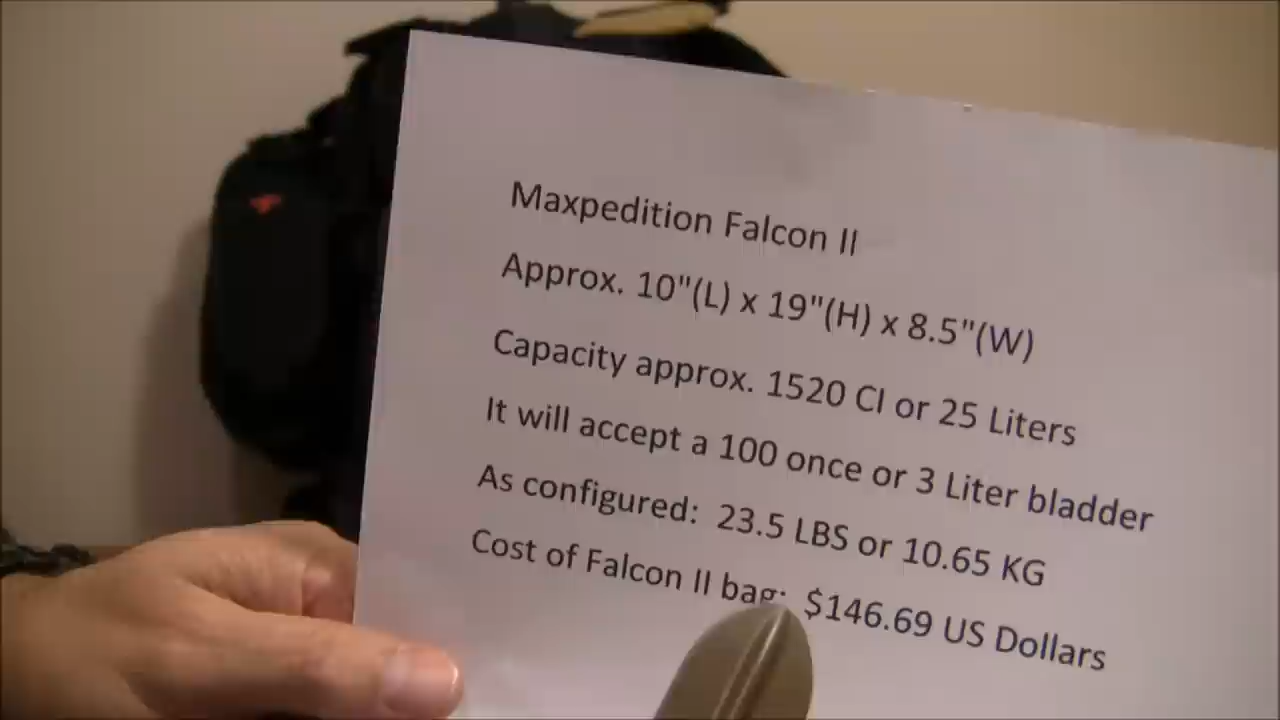 Maxpedition Falcon II
Approx. 10"(L) x 19"(H) x 8.5"(W)
Capacity approx. 1520 CI or 25 Liters
It will accept a 100 once or 3 Liter bladder
As configured:  23.5 LBS or 10.65 KG
Cost of Falcon II bag:  $146.69 US Dollars